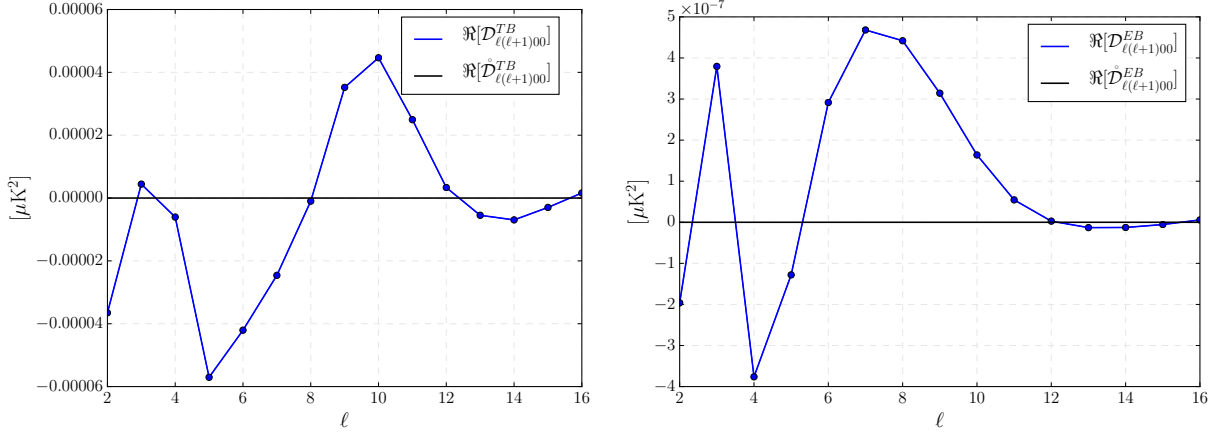 0.00006
0.00004
0.00002
0.00000
−0.00002
−0.00004
−0.00006
[μK²]
2 4 6 8 10 12 14 16
ℓ
ℜ[𝒟^{TB}_{ℓ(ℓ+1)00}]
ℜ[𝒟̊^{TB}_{ℓ(ℓ+1)00}]
×10⁻⁷
5
4
3
2
1
0
−1
−2
−3
−4
[μK²]
2 4 6 8 10 12 14 16
ℓ
ℜ[𝒟^{EB}_{ℓ(ℓ+1)00}]
ℜ[𝒟̊^{EB}_{ℓ(ℓ+1)00}]